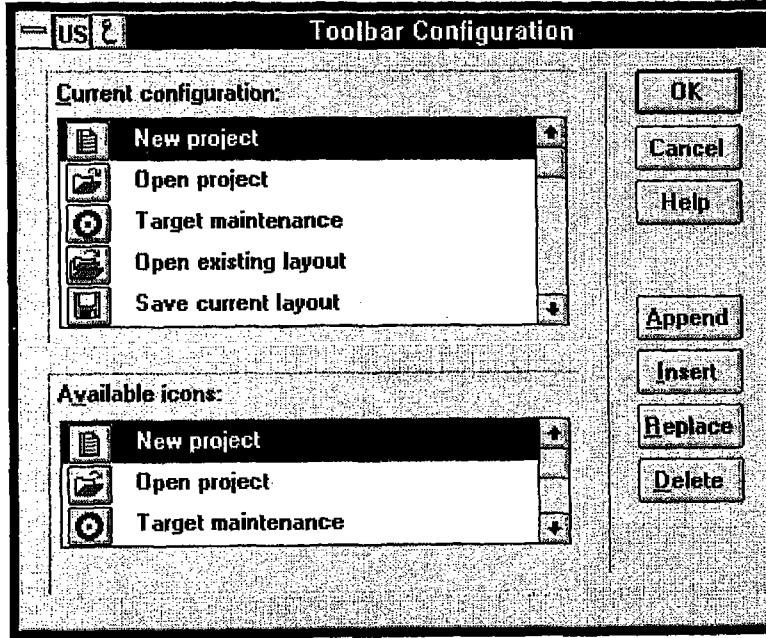 US Toolbar Configuration
Current configuration:
New project
Open project
Target maintenance
Open existing layout
Save current layout
Available icons:
New project
Open project
Target maintenance
OK
Cancel
Help
Append
Insert
Replace
Delete